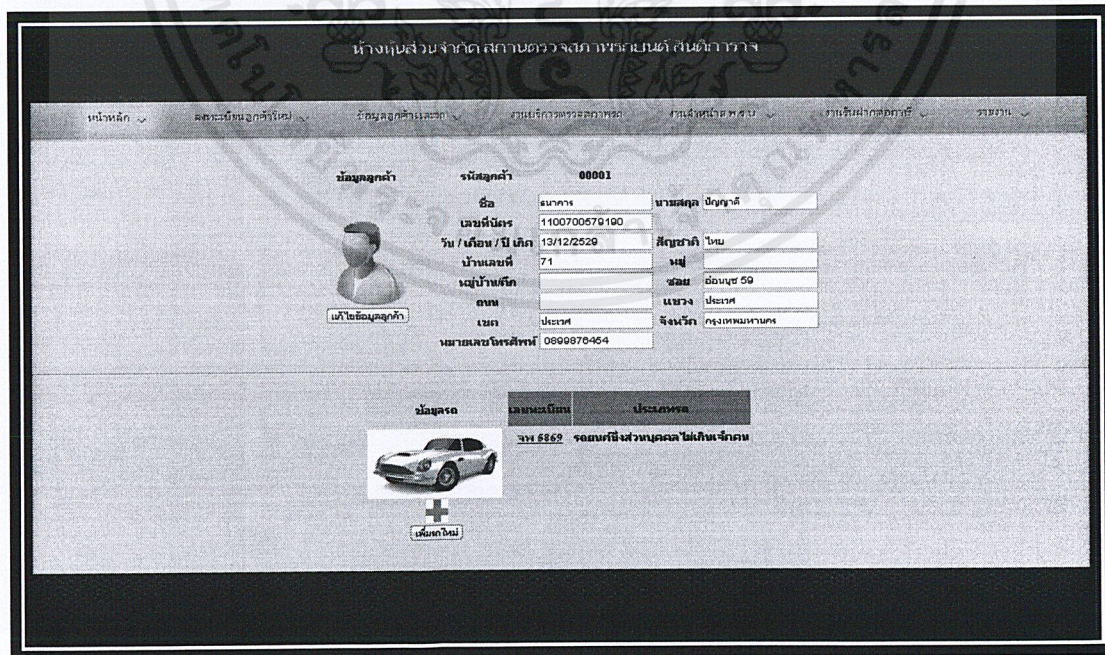 ห้างหุ้นส่วนจำกัด สถานตรวจสภาพรถยนต์ สันติการาจ
หน้าหลัก ลงทะเบียนลูกค้าใหม่ ข้อมูลลูกค้าและรถ งานบริการตรวจสภาพรถ งานจำหน่าย พ.ร.บ. งานรับฝากต่อภาษี รายงาน
ข้อมูลลูกค้า รหัสลูกค้า 00001
ชื่อ ธนาคาร นามสกุล ปัญญาดี
เลขที่บัตร 1100700579190
วัน / เดือน / ปี เกิด 13/12/2529 สัญชาติ ไทย
บ้านเลขที่ 71 หมู่
หมู่บ้าน/ตึก ซอย อ่อนนุช 59
ถนน แขวง ประเวศ
เขต ประเวศ จังหวัด กรุงเทพมหานคร
หมายเลขโทรศัพท์ 0899876454
แก้ไขข้อมูลลูกค้า
ข้อมูลรถ เลขทะเบียน ประเภทรถ
จพ 5869 รถยนต์นั่งส่วนบุคคลไม่เกินเจ็ดคน
เพิ่มรถใหม่